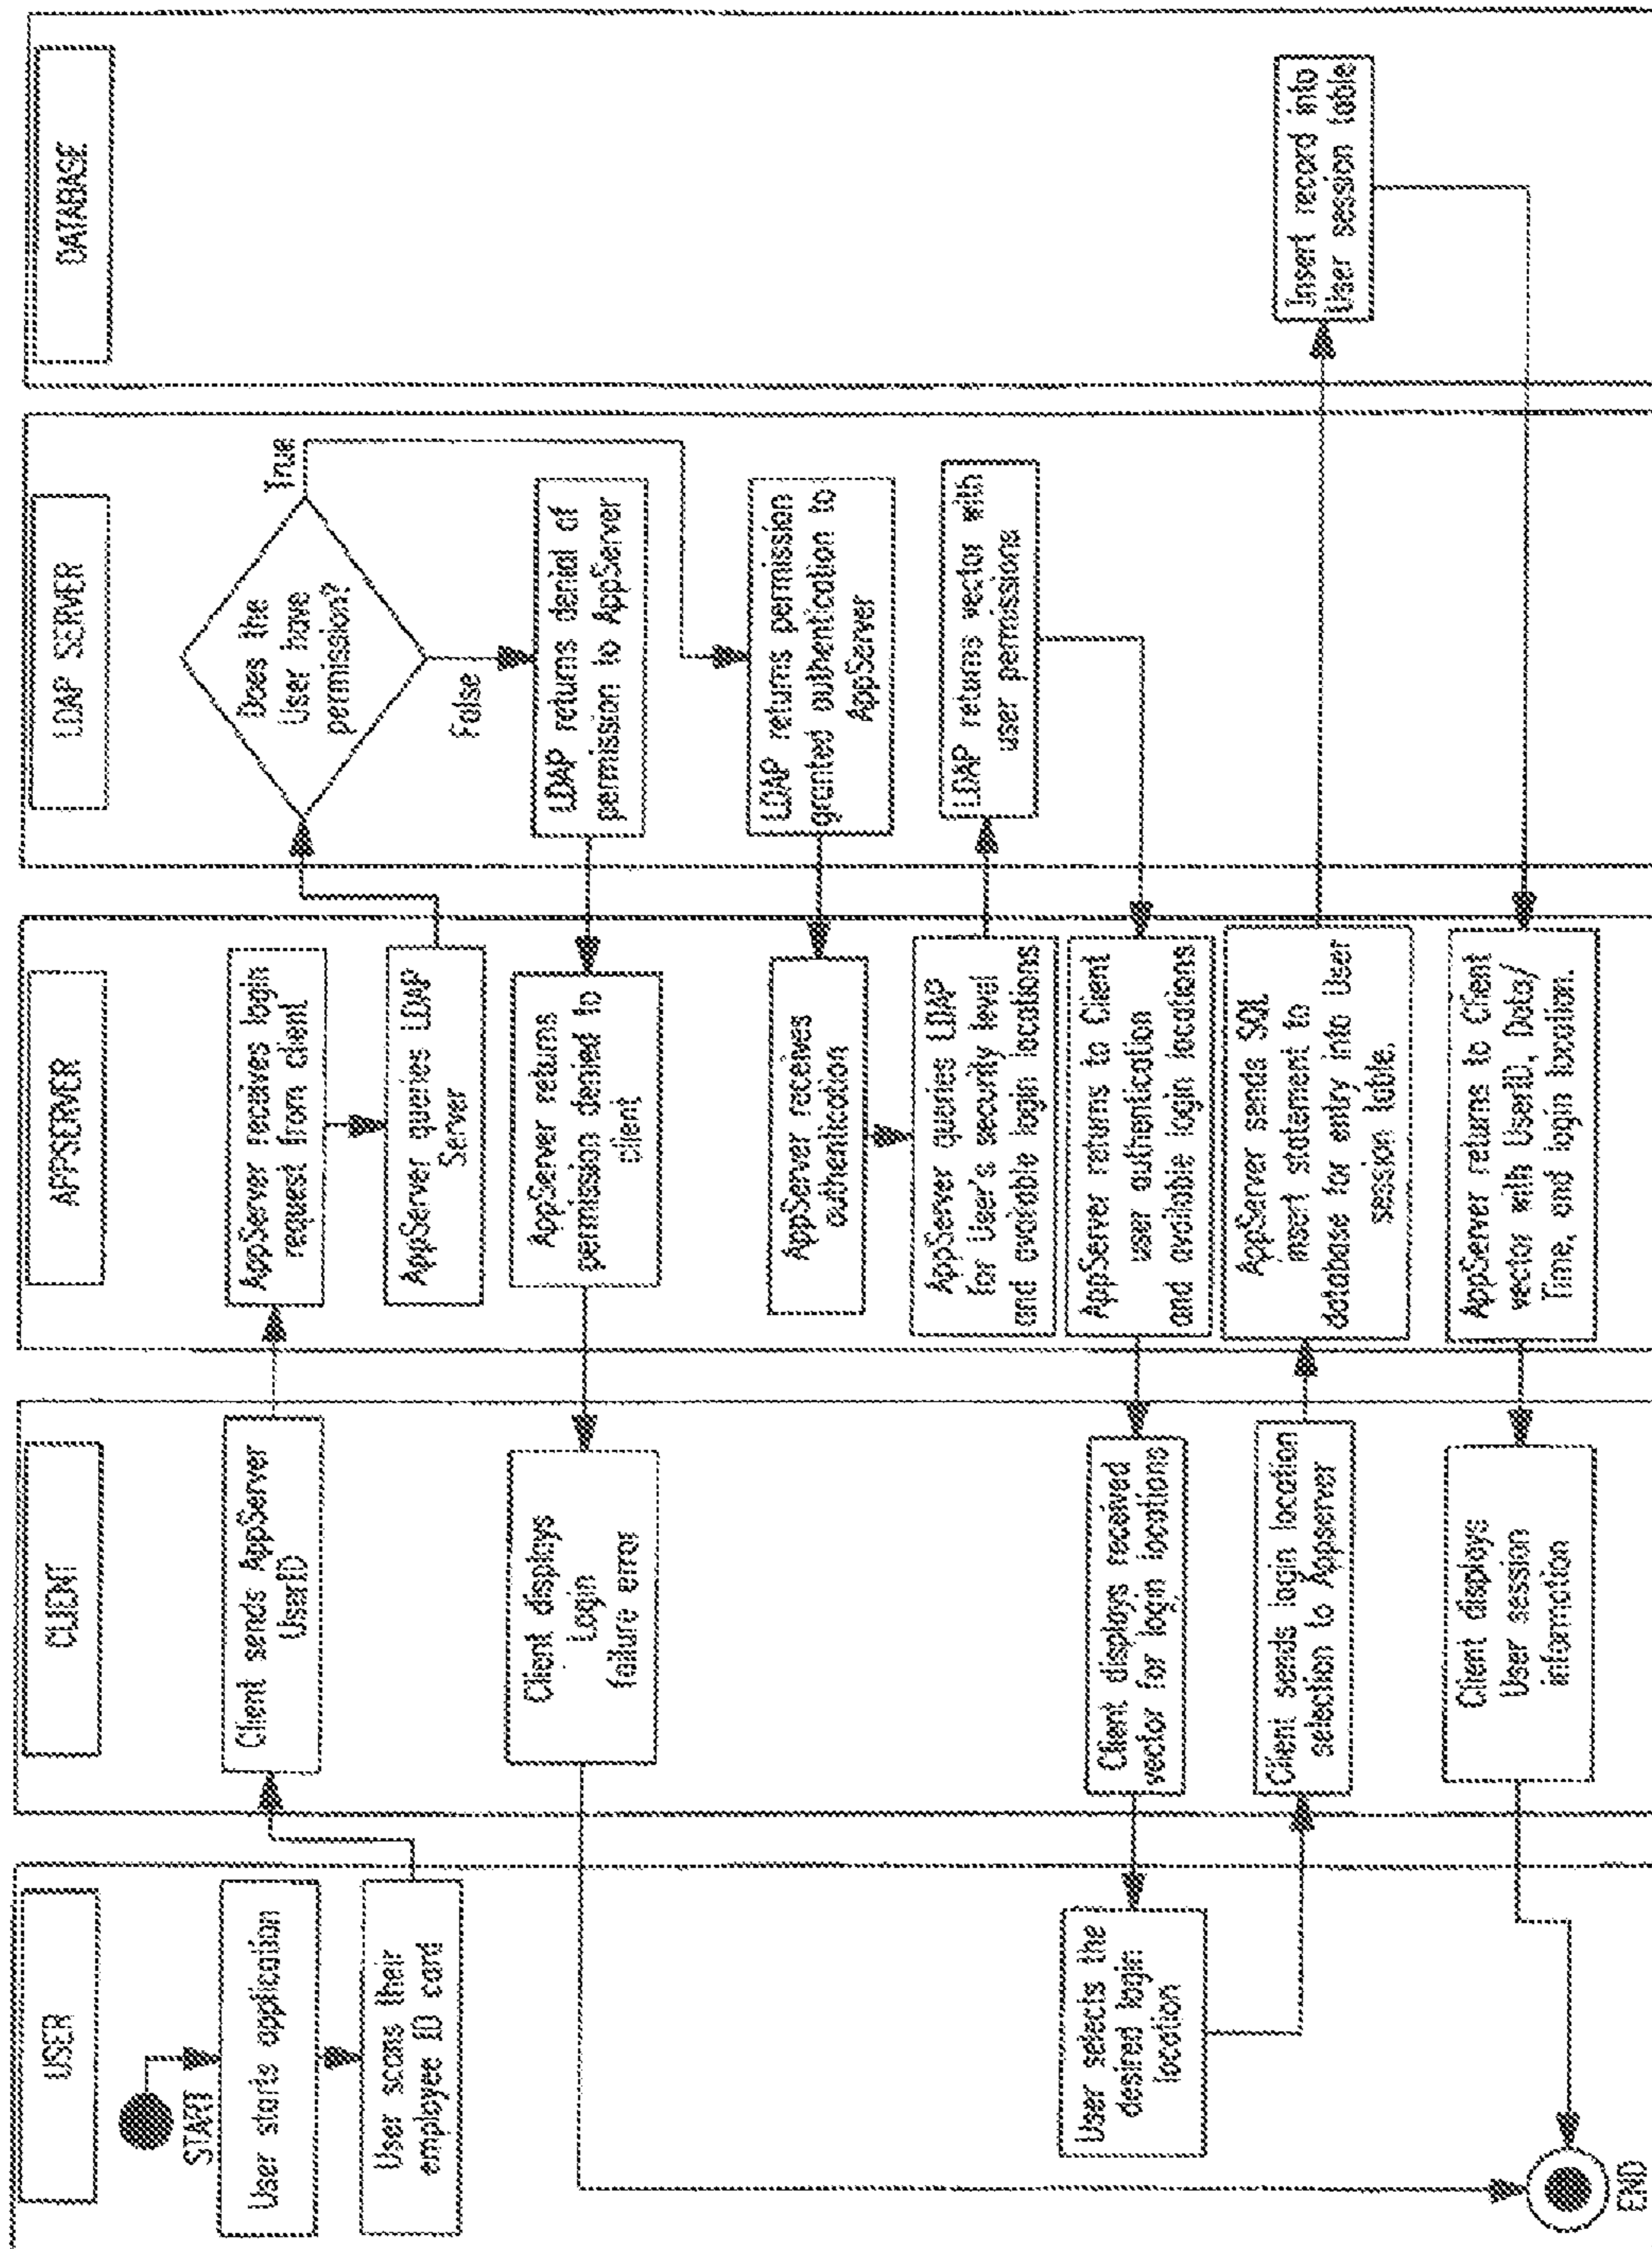 USER
START
User starts application
User scans their
employee ID card
User selects the
desired login
location
END
CLIENT
Client sends AppServer
UserID
Client displays
Login
failure error
Client displays received
vector for login locations
Client sends login location
selection to Appserver
Client displays
User session
information
APPSERVER
AppServer receives login
request from client
AppServer queries LDAP
Server
AppServer returns
permission denied to
client
AppServer receives
authentication
AppServer queries LDAP
for User's security level
and available login locations
AppServer returns to Client
user authentication
and available login locations
AppServer sends SQL
insert statement to
database for entry into User
session table.
AppServer returns to Client
vector with UserID, Data/
Time, and login location.
LDAP SERVER
Does the
User have
permission?
True
False
LDAP returns denial of
permission to AppServer
LDAP returns permission
granted authentication to
AppServer
LDAP returns vector with
user permissions
DATABASE
Insert record into
User session table